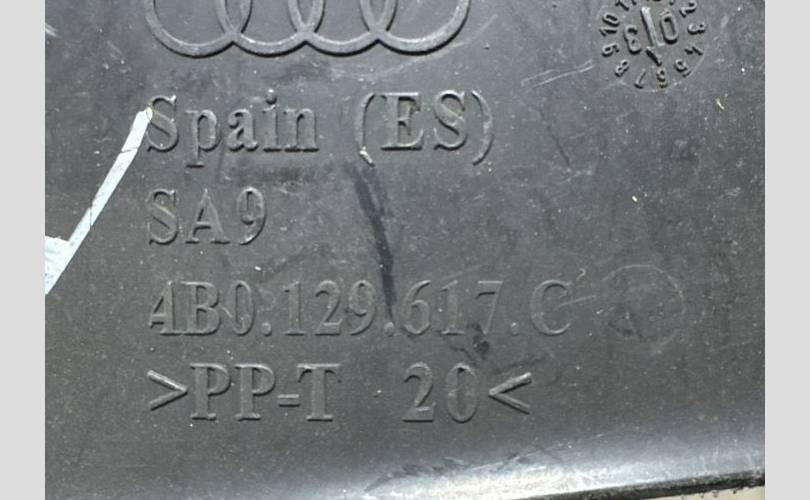 Spain (ES)
SA9
4B0.129.617.C
>PP-T 20<